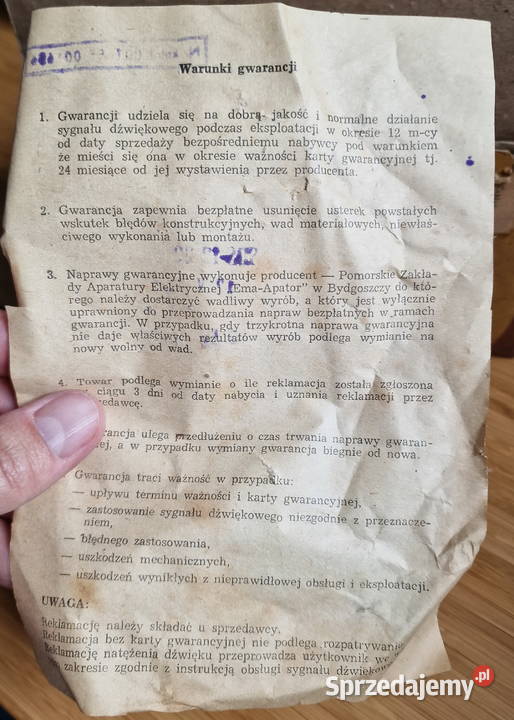 Warunki gwarancji
1. Gwarancji udziela się na dobrą jakość i normalne działanie
sygnału dźwiękowego podczas eksploatacji w okresie 12 m-cy
od daty sprzedaży bezpośredniemu nabywcy pod warunkiem
że mieści się ona w okresie ważności karty gwarancyjnej tj.
24 miesiące od jej wystawienia przez producenta.
2. Gwarancja zapewnia bezpłatne usunięcie usterek powstałych
wskutek błędów konstrukcyjnych, wad materiałowych, niewłaś-
ciwego wykonania lub montażu.
3. Naprawy gwarancyjne wykonuje producent — Pomorskie Zakła-
dy Aparatury Elektrycznej „Ema-Apator" w Bydgoszczy do któ-
rego należy dostarczyć wadliwy wyrób, a który jest wyłącznie
uprawniony do przeprowadzania napraw bezpłatnych w ramach
gwarancji. W przypadku, gdy trzykrotna naprawa gwarancyjna
nie daje właściwych rezultatów wyrób podlega wymianie na
nowy wolny od wad.
4. Towar podlega wymianie o ile reklamacja została zgłoszona
ciągu 3 dni od daty nabycia i uznania reklamacji przez
zedawcę.
rancja ulega przedłużeniu o czas trwania naprawy gwaran-
nej, a w przypadku wymiany gwarancja biegnie od nowa.
Gwarancja traci ważność w przypadku:
— upływu terminu ważności i karty gwarancyjnej,
— zastosowanie sygnału dźwiękowego niezgodnie z przeznacze-
niem,
— błędnego zastosowania,
— uszkodzeń mechanicznych,
— uszkodzeń wynikłych z nieprawidłowej obsługi i eksploatacji.
UWAGA:
Reklamację należy składać u sprzedawcy.
Reklamacja bez karty gwarancyjnej nie podlega rozpatrywaniu
Reklamację natężenia dźwięku przeprowadza użytkownik we
zakresie zgodnie z instrukcją obsługi sygnału dźwiękow
Sprzedajemy.pl